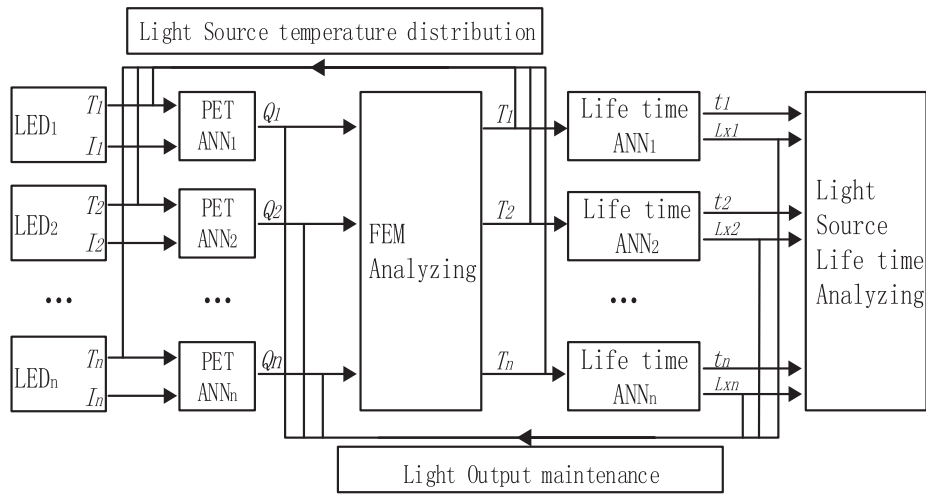 Light Source temperature distribution
LED1
T1
I1
PET
ANN1
Q1
T1
Life time
ANN1
t1
Lx1
LED2
T2
I2
PET
ANN2
Q2
FEM
Analyzing
T2
Life time
ANN2
t2
Lx2
Light
Source
Life time
Analyzing
...
...
...
LEDn
Tn
In
PET
ANNn
Qn
Tn
Life time
ANNn
tn
Lxn
Light Output maintenance